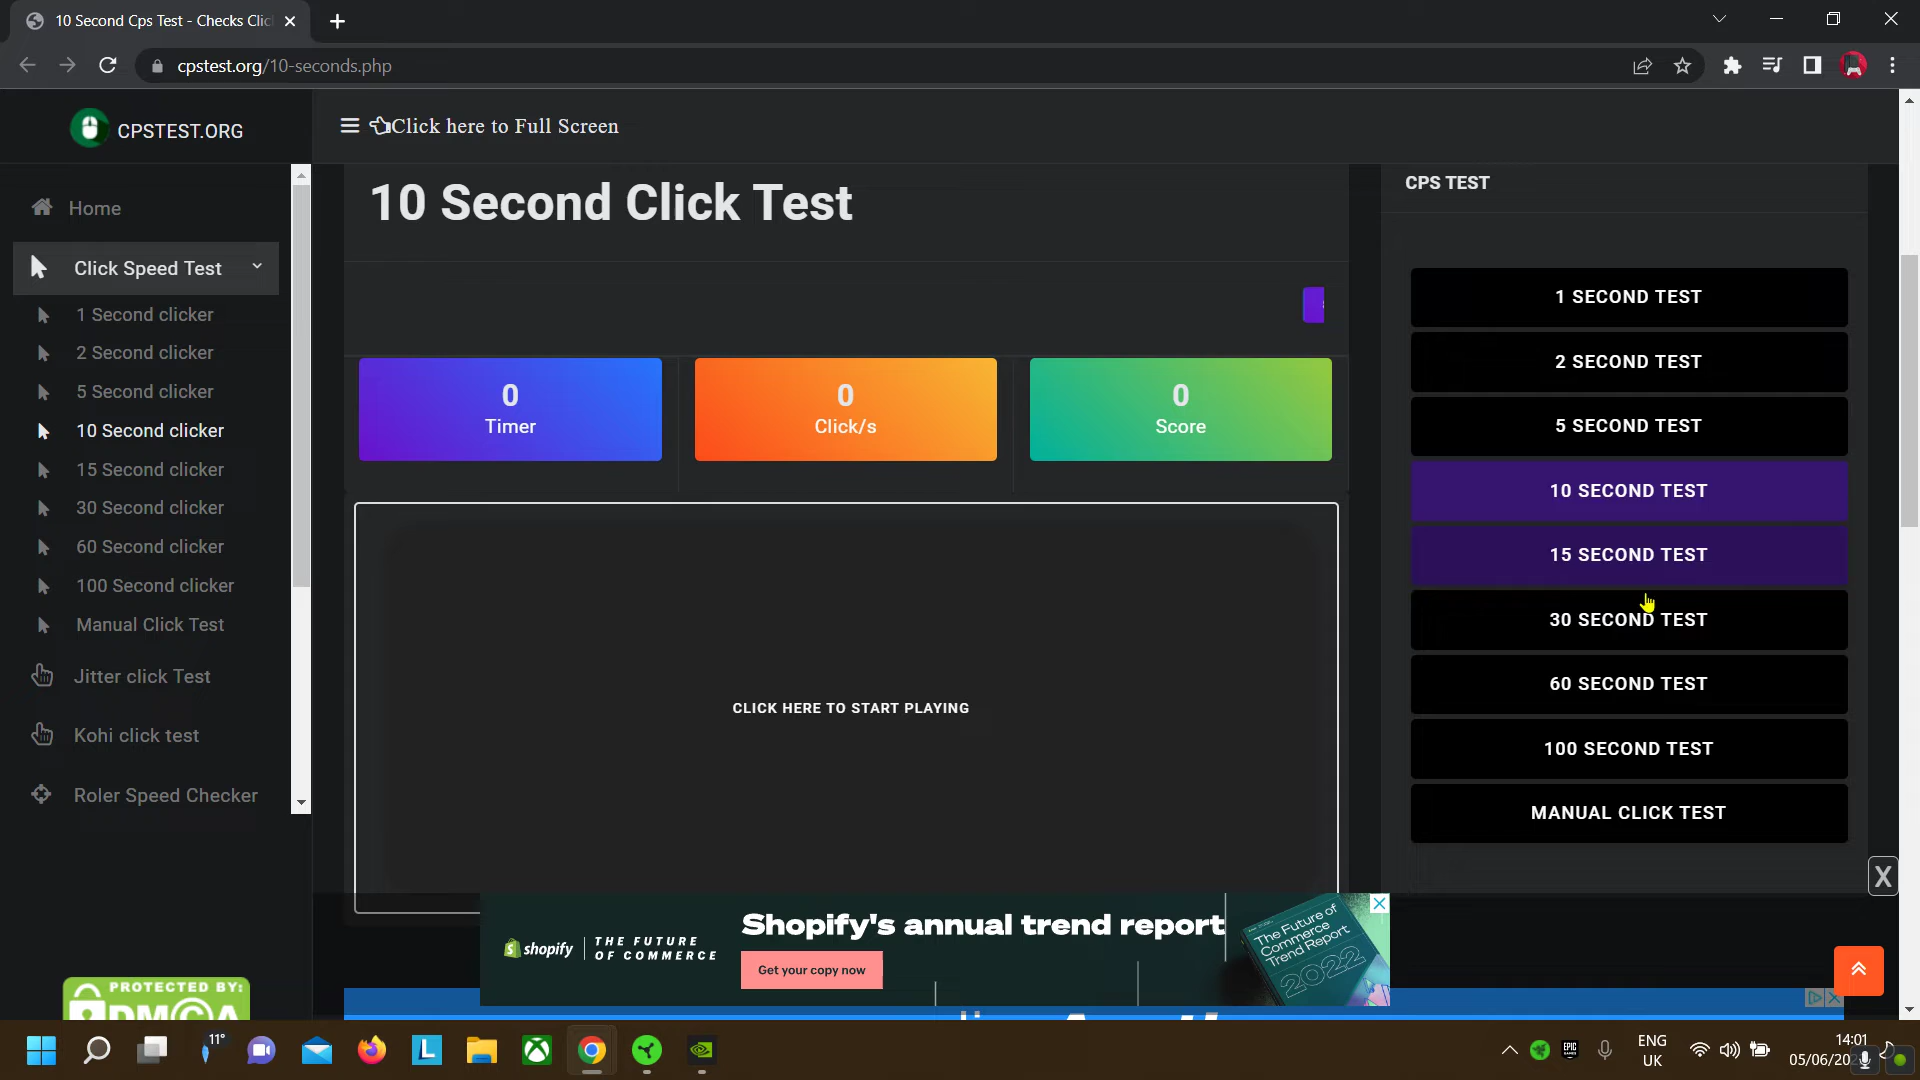 10 Second Cps Test - Checks Clic
cpstest.org/10-seconds.php
CPSTEST.ORG
Click here to Full Screen
Home
Click Speed Test
1 Second clicker
2 Second clicker
5 Second clicker
10 Second clicker
15 Second clicker
30 Second clicker
60 Second clicker
100 Second clicker
Manual Click Test
Jitter click Test
Kohi click test
Roler Speed Checker
PROTECTED BY:
DMCA
10 Second Click Test
0
Timer
0
Click/s
0
Score
CLICK HERE TO START PLAYING
CPS TEST
1 SECOND TEST
2 SECOND TEST
5 SECOND TEST
10 SECOND TEST
15 SECOND TEST
30 SECOND TEST
60 SECOND TEST
100 SECOND TEST
MANUAL CLICK TEST
X
shopify
THE FUTURE
OF COMMERCE
Shopify's annual trend report
Get your copy now
The Future of
Commerce
Trend Report
2022
11°
L
EPIC
GAMES
ENG
UK
14:01
05/06/20